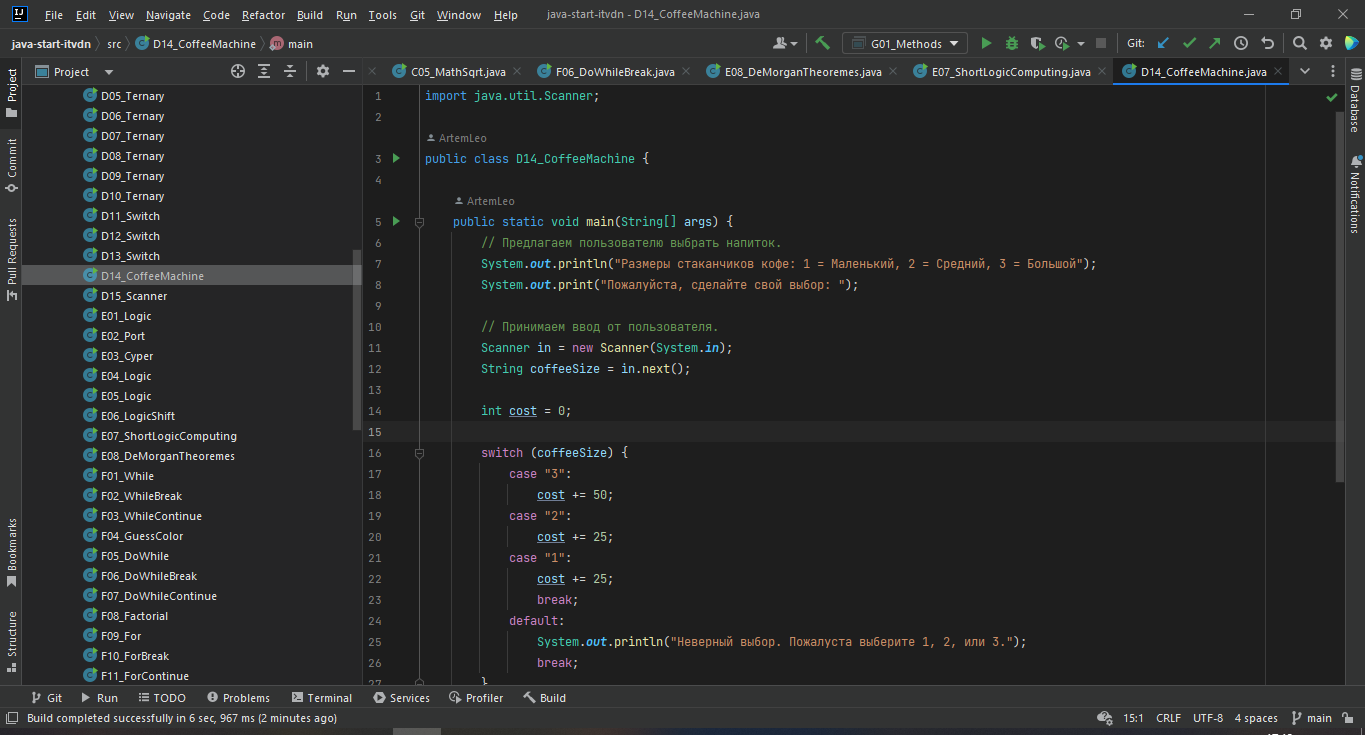 File Edit View Navigate Code Refactor Build Run Tools Git Window Help java-start-itvdn - D14_CoffeeMachine.java
java-start-itvdn src D14_CoffeeMachine main G01_Methods Git:
Project
C05_MathSqrt.java F06_DoWhileBreak.java E08_DeMorganTheoremes.java E07_ShortLogicComputing.java D14_CoffeeMachine.java
Project
Commit
Pull Requests
Bookmarks
Structure
D05_Ternary
D06_Ternary
D07_Ternary
D08_Ternary
D09_Ternary
D10_Ternary
D11_Switch
D12_Switch
D13_Switch
D14_CoffeeMachine
D15_Scanner
E01_Logic
E02_Port
E03_Cyper
E04_Logic
E05_Logic
E06_LogicShift
E07_ShortLogicComputing
E08_DeMorganTheoremes
F01_While
F02_WhileBreak
F03_WhileContinue
F04_GuessColor
F05_DoWhile
F06_DoWhileBreak
F07_DoWhileContinue
F08_Factorial
F09_For
F10_ForBreak
F11_ForContinue
1 import java.util.Scanner;
2
ArtemLeo
3 public class D14_CoffeeMachine {
4
ArtemLeo
5 public static void main(String[] args) {
6 // Предлагаем пользователю выбрать напиток.
7 System.out.println("Размеры стаканчиков кофе: 1 = Маленький, 2 = Средний, 3 = Большой");
8 System.out.print("Пожалуйста, сделайте свой выбор: ");
9
10 // Принимаем ввод от пользователя.
11 Scanner in = new Scanner(System.in);
12 String coffeeSize = in.next();
13
14 int cost = 0;
15
16 switch (coffeeSize) {
17 case "3":
18 cost += 50;
19 case "2":
20 cost += 25;
21 case "1":
22 cost += 25;
23 break;
24 default:
25 System.out.println("Неверный выбор. Пожалуста выберите 1, 2, или 3.");
26 break;
27 }
Database
Notifications
Git Run TODO Problems Terminal Services Profiler Build
Build completed successfully in 6 sec, 967 ms (2 minutes ago) 15:1 CRLF UTF-8 4 spaces main